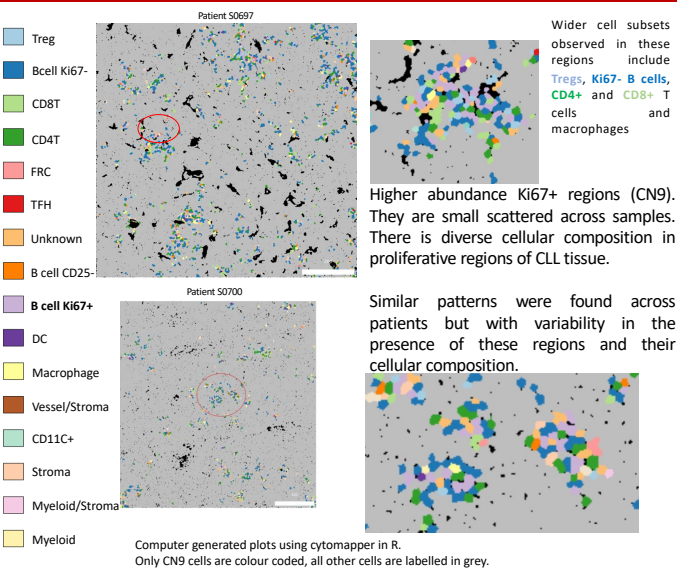 Patient S0697
Treg
Bcell Ki67-
CD8T
CD4T
FRC
TFH
Unknown
B cell CD25-
B cell Ki67+
DC
Macrophage
Vessel/Stroma
CD11C+
Stroma
Myeloid/Stroma
Myeloid
Wider cell subsets
observed in these
regions include
Tregs, Ki67- B cells,
CD4+ and CD8+ T
cells and
macrophages
Higher abundance Ki67+ regions (CN9).
They are small scattered across samples.
There is diverse cellular composition in
proliferative regions of CLL tissue.
Patient S0700
Similar patterns were found across
patients but with variability in the
presence of these regions and their
cellular composition.
Computer generated plots using cytomapper in R.
Only CN9 cells are colour coded, all other cells are labelled in grey.